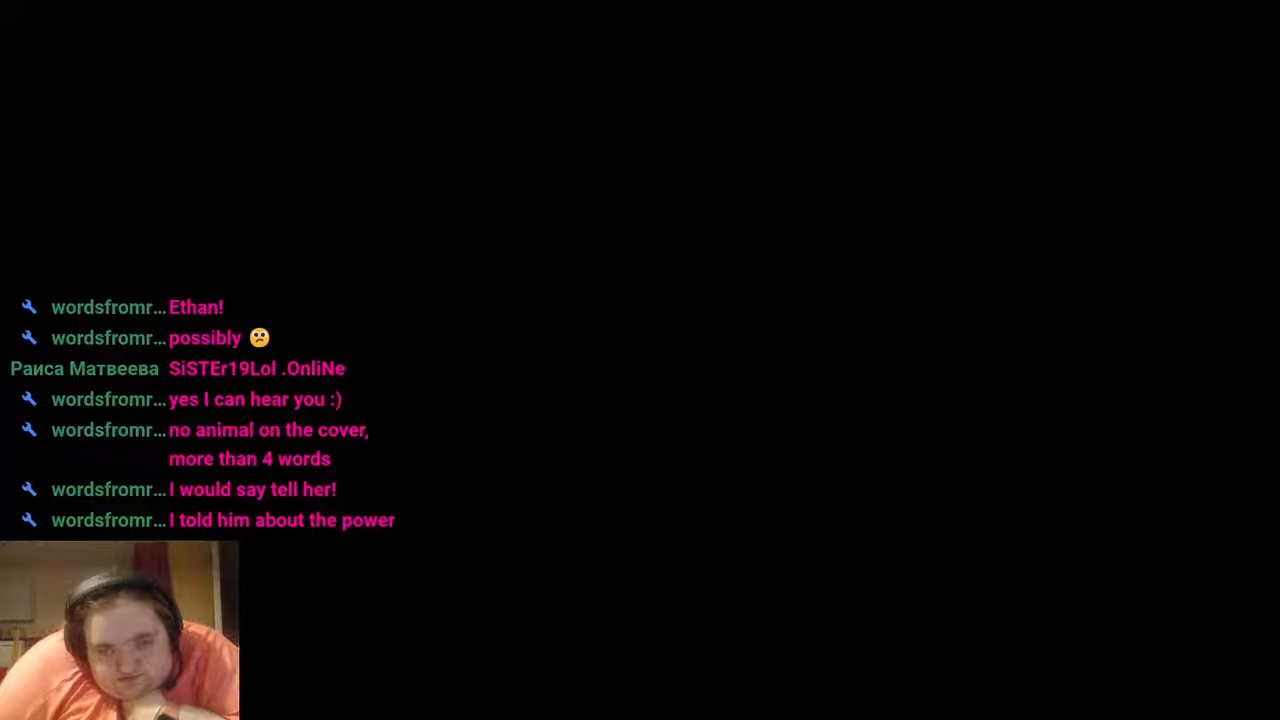 wordsfromr… Ethan!
wordsfromr… possibly 🙁
Раиса Матвеева SiSTEr19Lol .OnliNe
wordsfromr… yes I can hear you :)
wordsfromr… no animal on the cover,
more than 4 words
wordsfromr… I would say tell her!
wordsfromr… I told him about the power